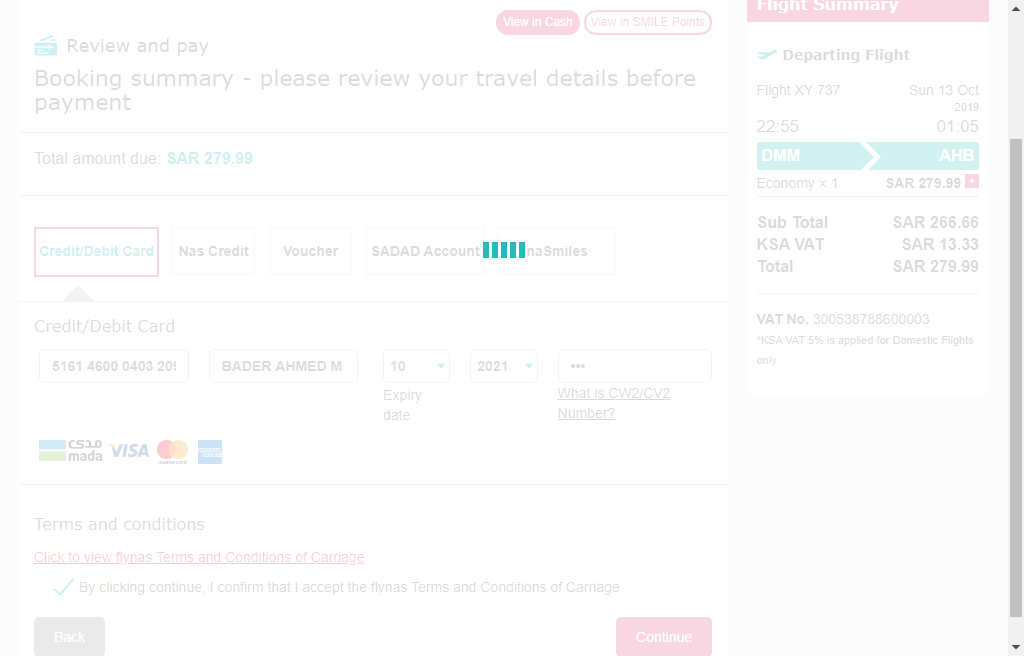 View in Cash
View in SMILE Points
Review and pay
Booking summary - please review your travel details before
payment
Total amount due: SAR 279.99
Credit/Debit Card
Nas Credit
Voucher
SADAD Account
naSmiles
Credit/Debit Card
5161 4600 0403 209
BADER AHMED M
10
2021
•••
Expiry
date
What is CW2/CV2
Number?
مدى
mada
VISA
mastercard
AMERICAN EXPRESS
Terms and conditions
Click to view flynas Terms and Conditions of Carriage
By clicking continue, I confirm that I accept the flynas Terms and Conditions of Carriage
Back
Continue
Flight Summary
Departing Flight
Flight XY 737
Sun 13 Oct
2019
22:55
01:05
DMM
AHB
Economy × 1
SAR 279.99 +
Sub Total
SAR 266.66
KSA VAT
SAR 13.33
Total
SAR 279.99
VAT No. 300538788600003
*KSA VAT 5% is applied for Domestic Flights
only